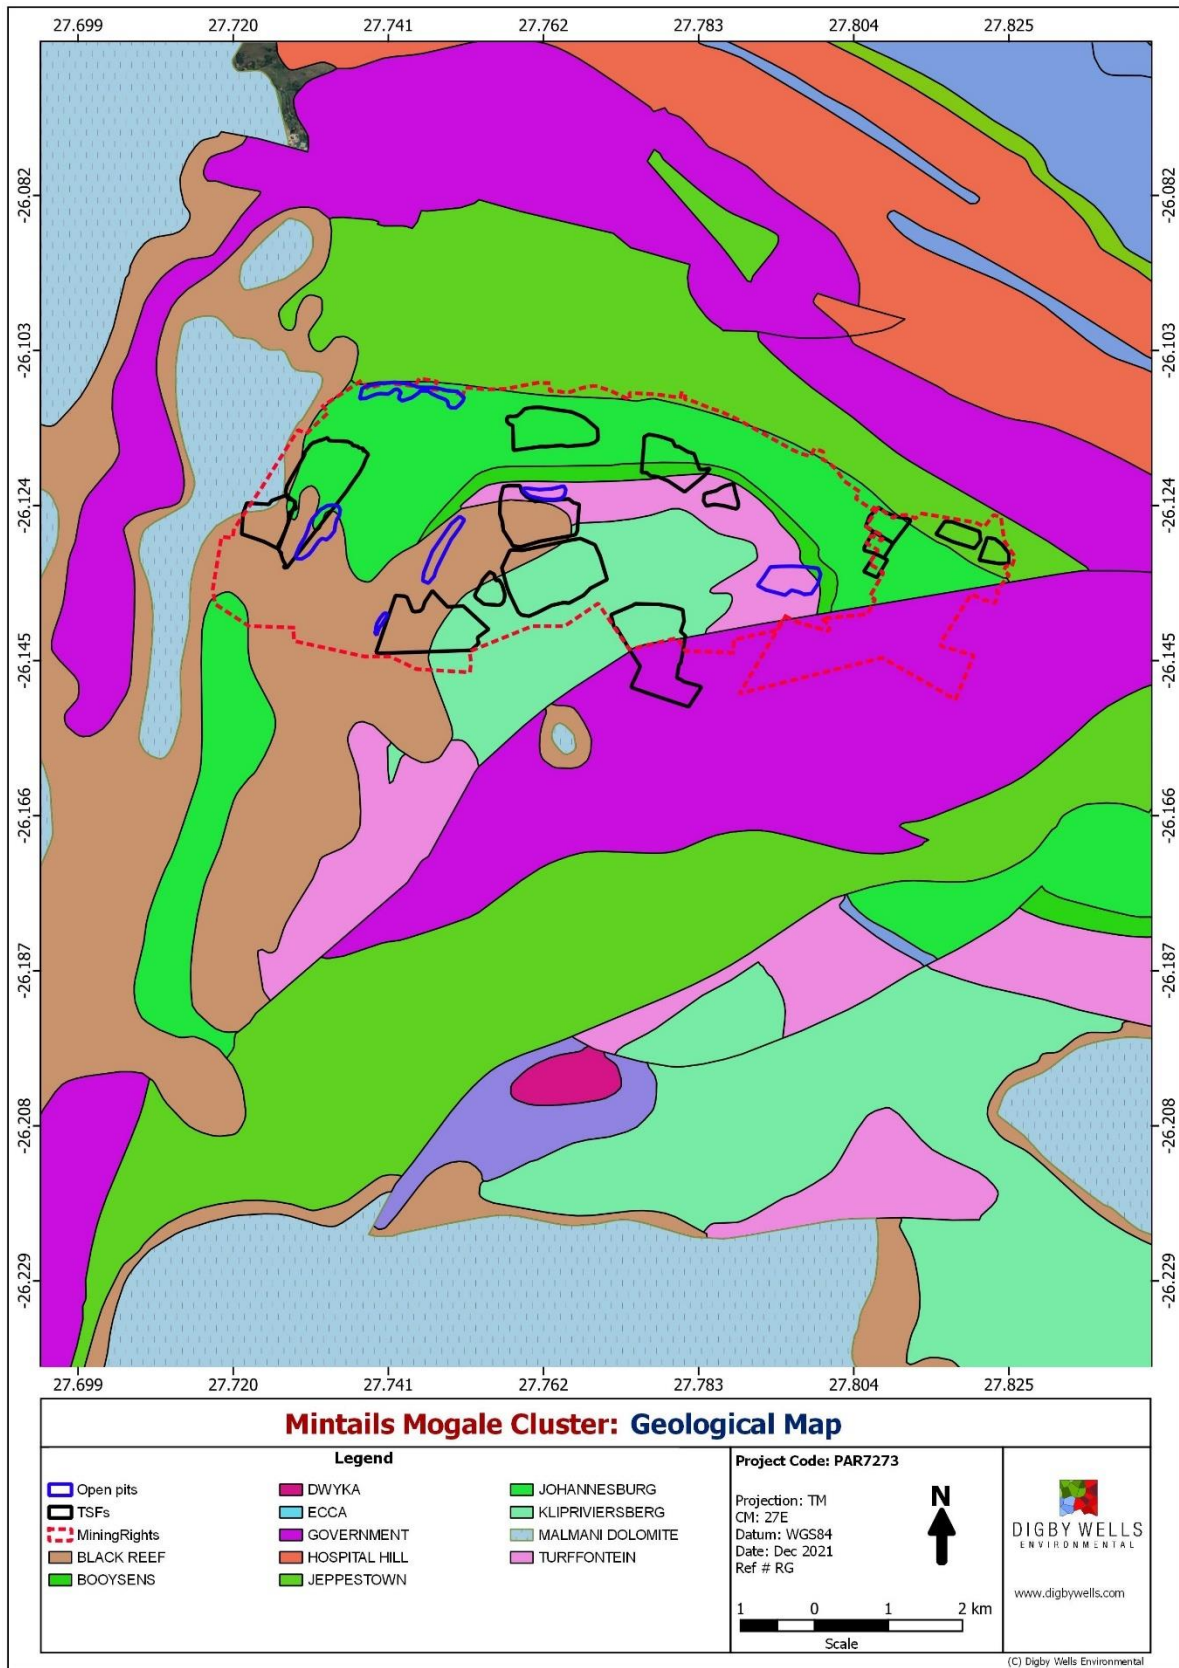 27.699 27.720 27.741 27.762 27.783 27.804 27.825
-26.082 -26.082
-26.103 -26.103
-26.124 -26.124
-26.145 -26.145
-26.166 -26.166
-26.187 -26.187
-26.208 -26.208
-26.229 -26.229
27.699 27.720 27.741 27.762 27.783 27.804 27.825
Mintails Mogale Cluster: Geological Map
Legend
Open pits
TSFs
MiningRights
BLACK REEF
BOOYSENS
DWYKA
ECCA
GOVERNMENT
HOSPITAL HILL
JEPPESTOWN
JOHANNESBURG
KLIPRIVIERSBERG
MALMANI DOLOMITE
TURFFONTEIN
Project Code: PAR7273
Projection: TM
CM: 27E
Datum: WGS84
Date: Dec 2021
Ref # RG
N
1 0 1 2 km
Scale
DIGBY WELLS
ENVIRONMENTAL
www.digbywells.com
(C) Digby Wells Environmental